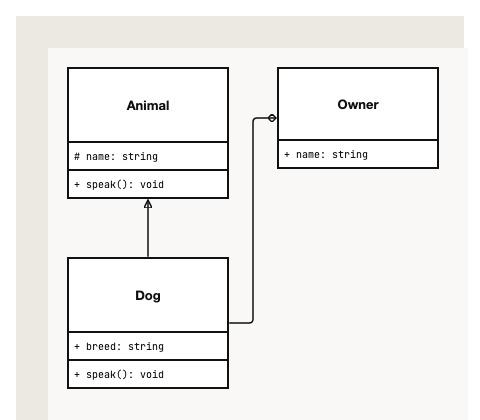 Animal
# name: string
+ speak(): void
Owner
+ name: string
Dog
+ breed: string
+ speak(): void